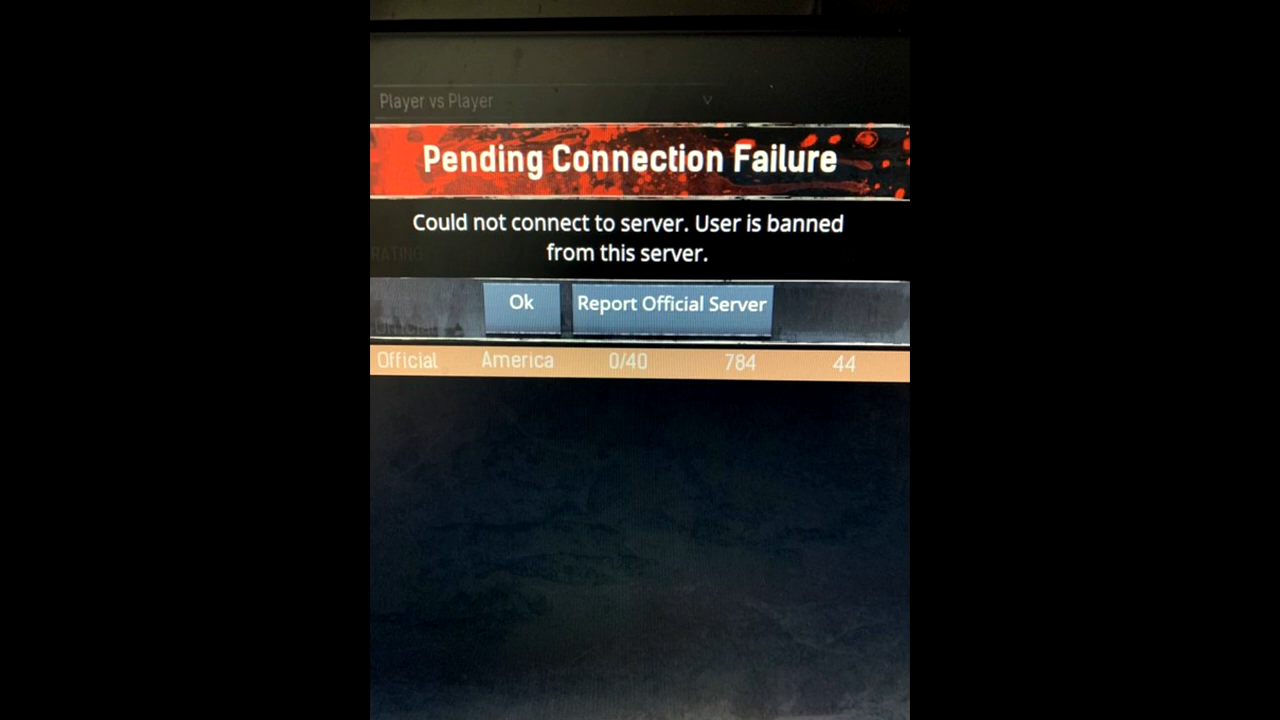 Player vs Player
Pending Connection Failure
Could not connect to server. User is banned
from this server.
RATING
Ok
Report Official Server
Official America 0/40 784 44